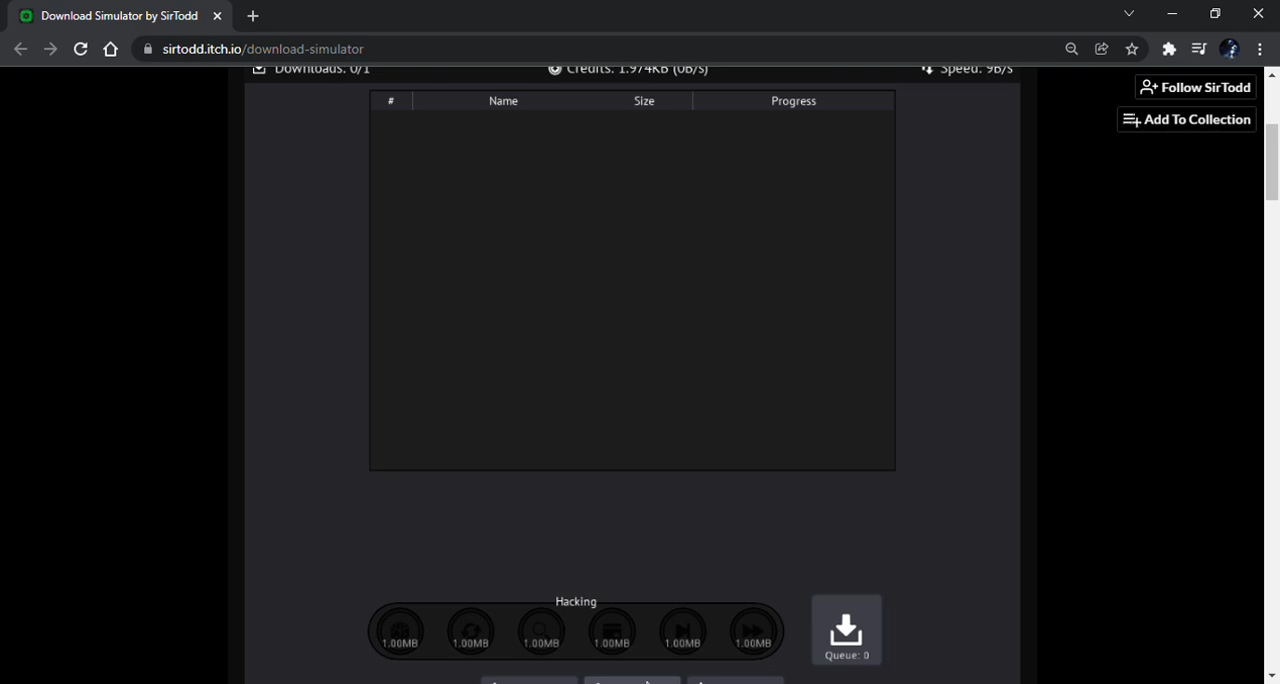 Download Simulator by SirTodd
sirtodd.itch.io/download-simulator
Downloads: 0/1 Credits: 1.974KB (0B/s) Speed: 9B/s
Follow SirTodd
Add To Collection
# Name Size Progress
Hacking
1.00MB 1.00MB 1.00MB 1.00MB 1.00MB 1.00MB
Queue: 0